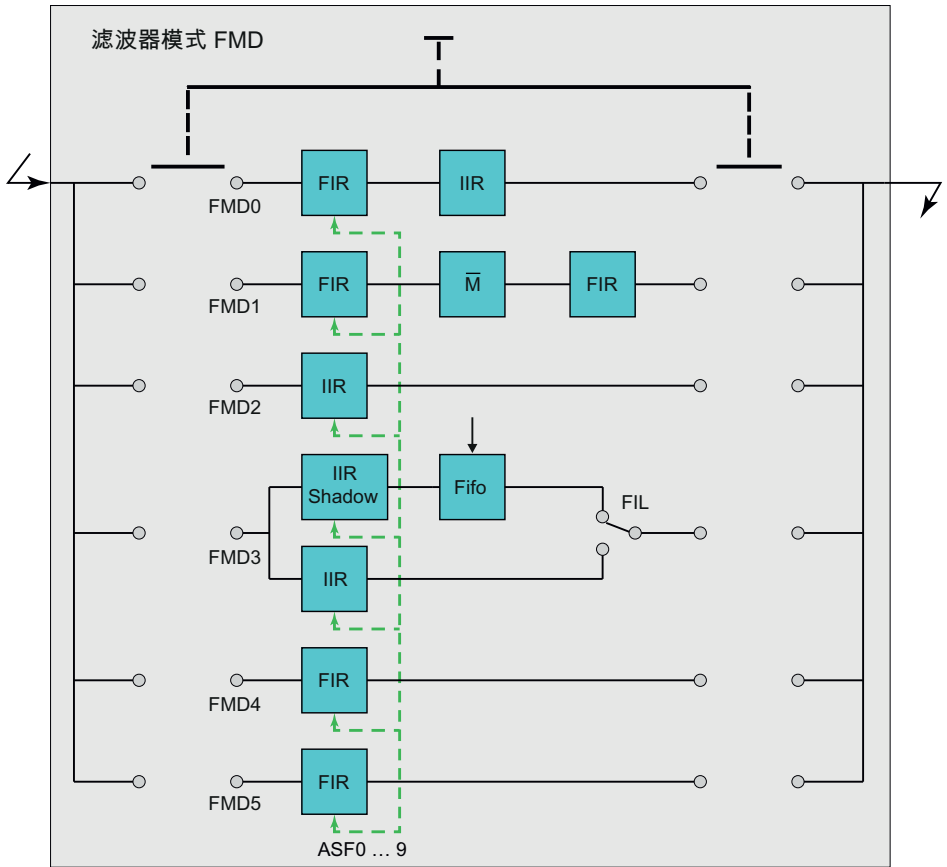 滤波器模式 FMD
FIR
IIR
FMD0
FIR
M̅
FIR
FMD1
IIR
FMD2
IIR
Shadow
Fifo
FIL
FMD3
IIR
FIR
FMD4
FIR
FMD5
ASF0 … 9